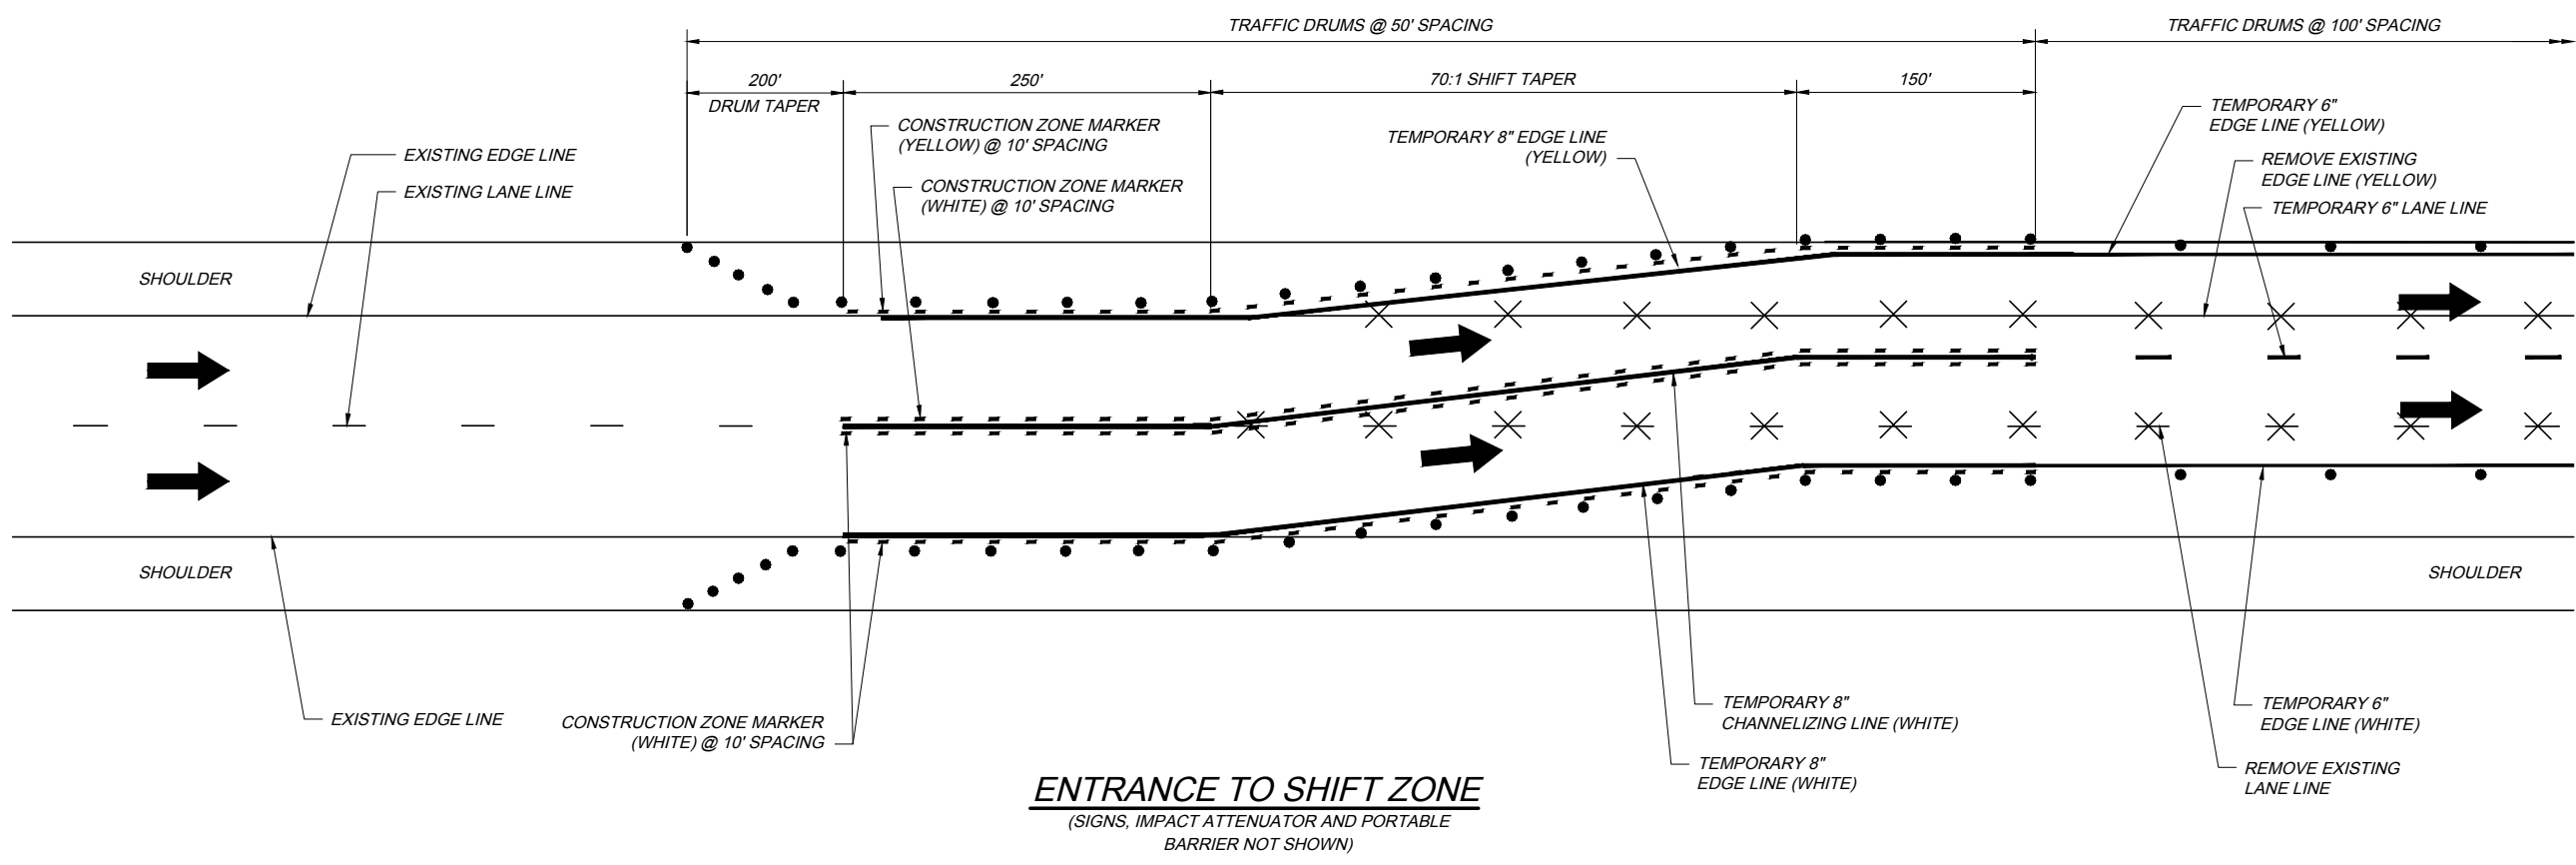 TRAFFIC DRUMS @ 50' SPACING
TRAFFIC DRUMS @ 100' SPACING
200'
DRUM TAPER
250'
70:1 SHIFT TAPER
150'
CONSTRUCTION ZONE MARKER
(YELLOW) @ 10' SPACING
CONSTRUCTION ZONE MARKER
(WHITE) @ 10' SPACING
EXISTING EDGE LINE
EXISTING LANE LINE
TEMPORARY 8" EDGE LINE
(YELLOW)
TEMPORARY 6"
EDGE LINE (YELLOW)
REMOVE EXISTING
EDGE LINE (YELLOW)
TEMPORARY 6" LANE LINE
SHOULDER
SHOULDER
SHOULDER
EXISTING EDGE LINE
CONSTRUCTION ZONE MARKER
(WHITE) @ 10' SPACING
TEMPORARY 8"
CHANNELIZING LINE (WHITE)
TEMPORARY 8"
EDGE LINE (WHITE)
TEMPORARY 6"
EDGE LINE (WHITE)
REMOVE EXISTING
LANE LINE
ENTRANCE TO SHIFT ZONE
(SIGNS, IMPACT ATTENUATOR AND PORTABLE
BARRIER NOT SHOWN)